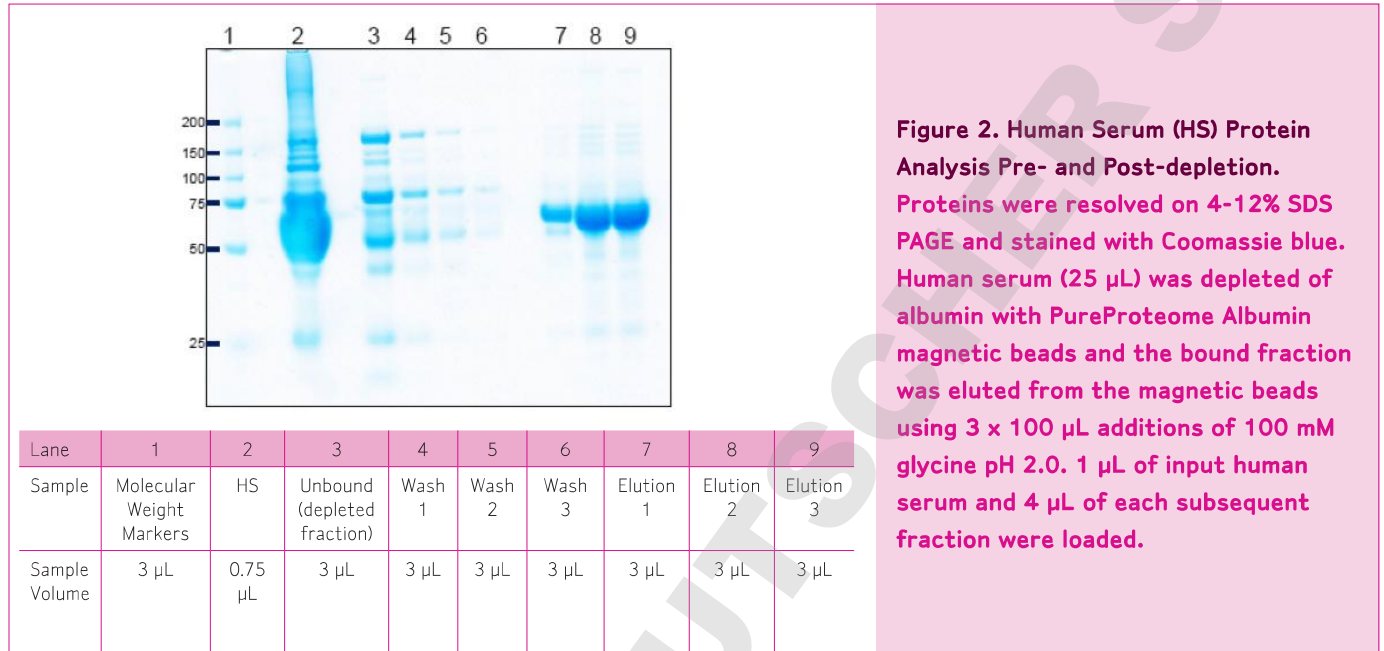 1 2 3 4 5 6 7 8 9
200
150
100
75
50
25
Figure 2. Human Serum (HS) Protein
Analysis Pre- and Post-depletion.
Proteins were resolved on 4-12% SDS
PAGE and stained with Coomassie blue.
Human serum (25 µL) was depleted of
albumin with PureProteome Albumin
magnetic beads and the bound fraction
was eluted from the magnetic beads
using 3 x 100 µL additions of 100 mM
glycine pH 2.0. 1 µL of input human
serum and 4 µL of each subsequent
fraction were loaded.
Lane 1 2 3 4 5 6 7 8 9
Sample Molecular HS Unbound Wash Wash Wash Elution Elution Elution
Weight (depleted 1 2 3 1 2 3
Markers fraction)
Sample 3 µL 0.75 3 µL 3 µL 3 µL 3 µL 3 µL 3 µL 3 µL
Volume µL
UTSCHER S